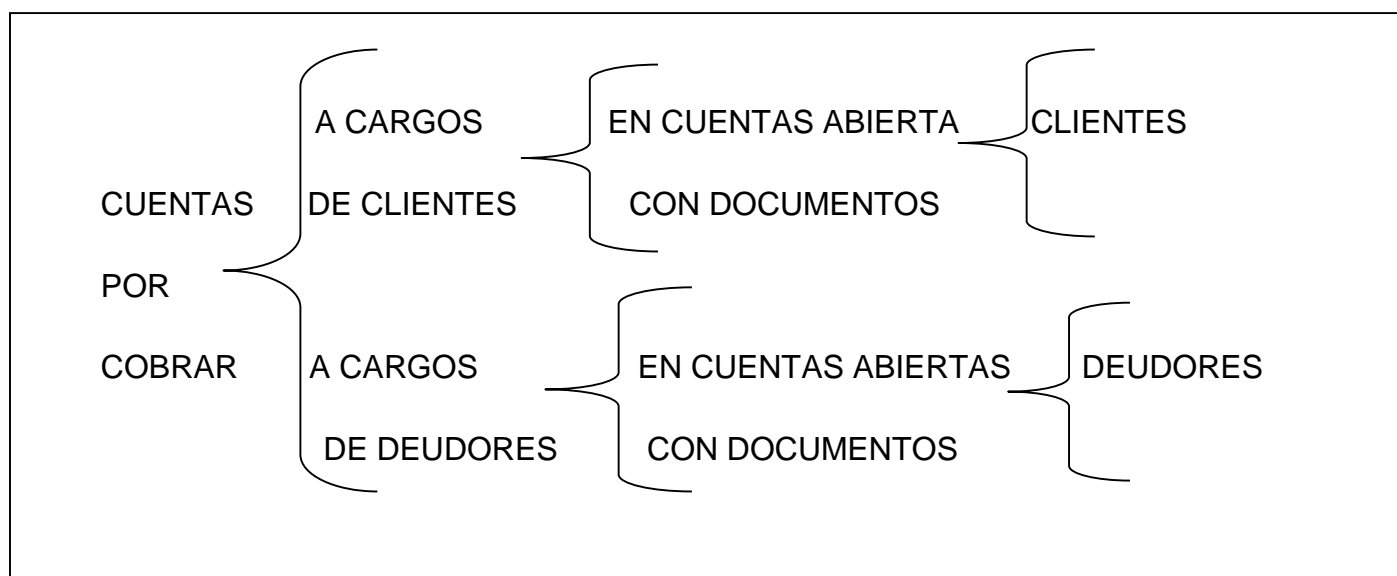 A CARGOS EN CUENTAS ABIERTA CLIENTES
CUENTAS DE CLIENTES CON DOCUMENTOS
POR
COBRAR A CARGOS EN CUENTAS ABIERTAS DEUDORES
DE DEUDORES CON DOCUMENTOS